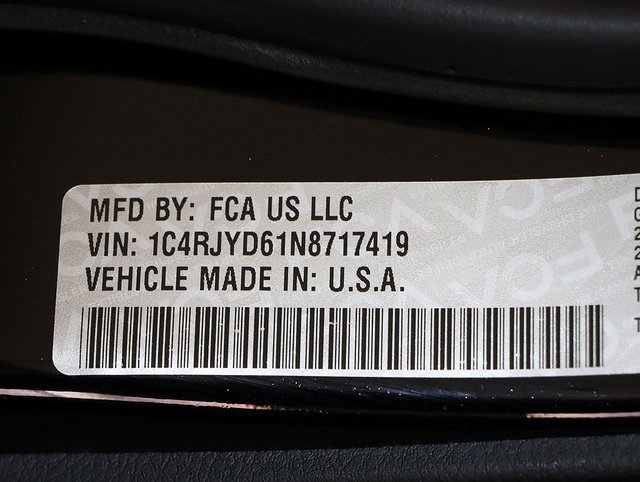 MFD BY: FCA US LLC
VIN: 1C4RJYD61N8717419
VEHICLE MADE IN: U.S.A.